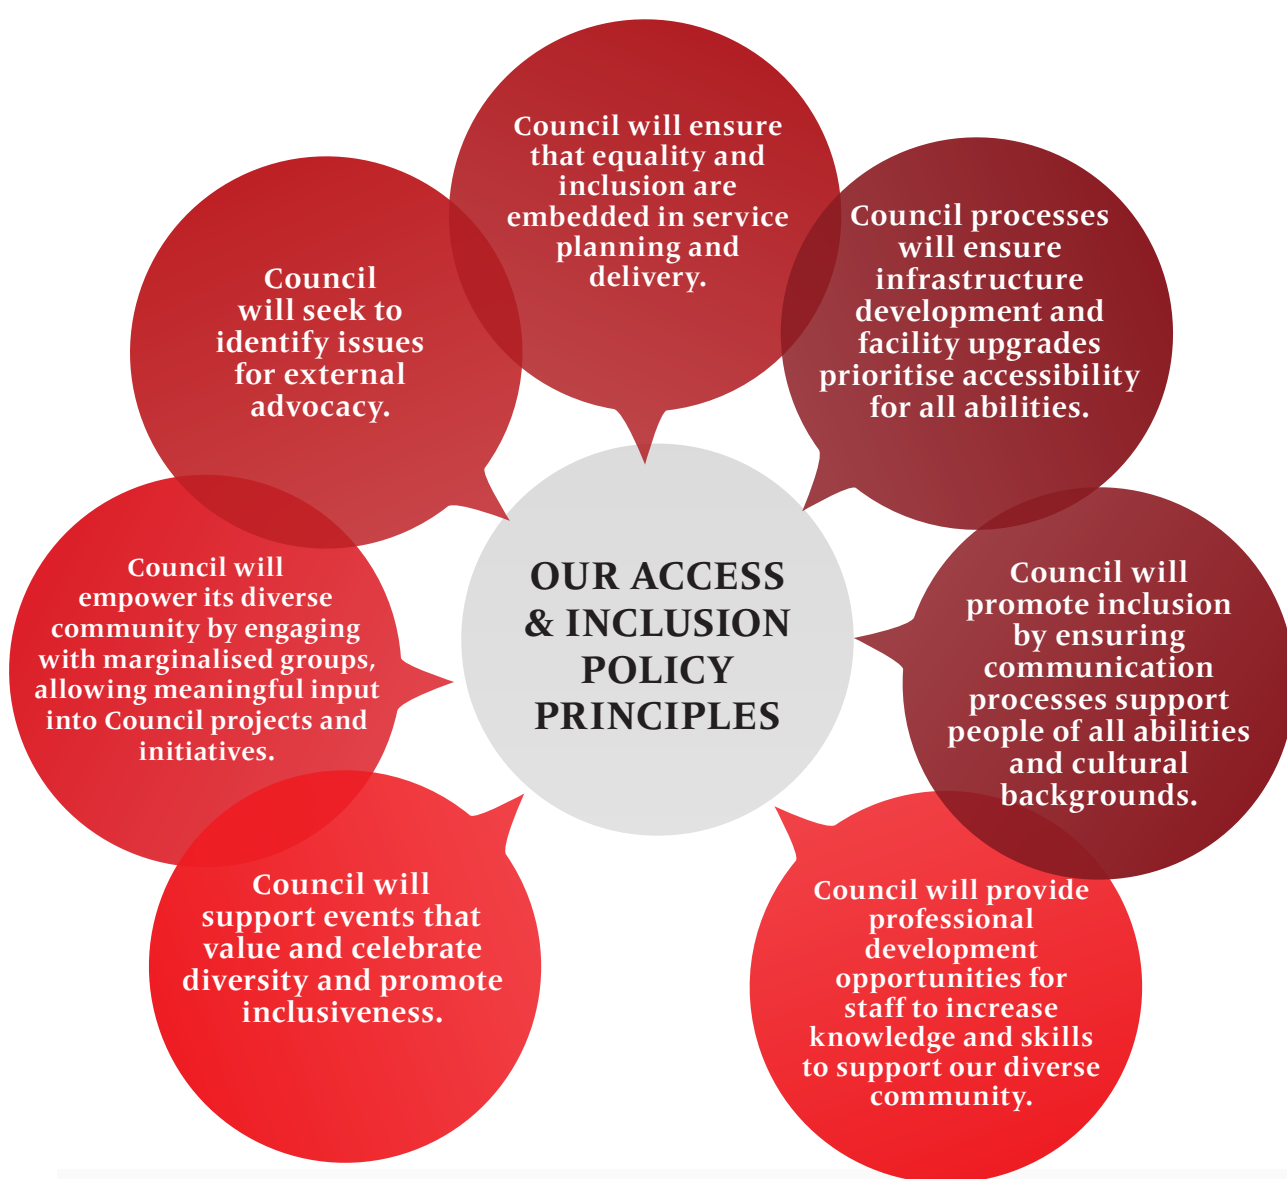 Council will ensure
that equality and
inclusion are
embedded in service
planning and
delivery.
Council processes
will ensure
infrastructure
development and
facility upgrades
prioritise accessibility
for all abilities.
Council will
promote inclusion
by ensuring
communication
processes support
people of all abilities
and cultural
backgrounds.
Council will provide
professional
development
opportunities for
staff to increase
knowledge and skills
to support our diverse
community.
Council will
support events that
value and celebrate
diversity and promote
inclusiveness.
Council will
empower its diverse
community by engaging
with marginalised groups,
allowing meaningful input
into Council projects and
initiatives.
Council
will seek to
identify issues
for external
advocacy.
OUR ACCESS
& INCLUSION
POLICY
PRINCIPLES